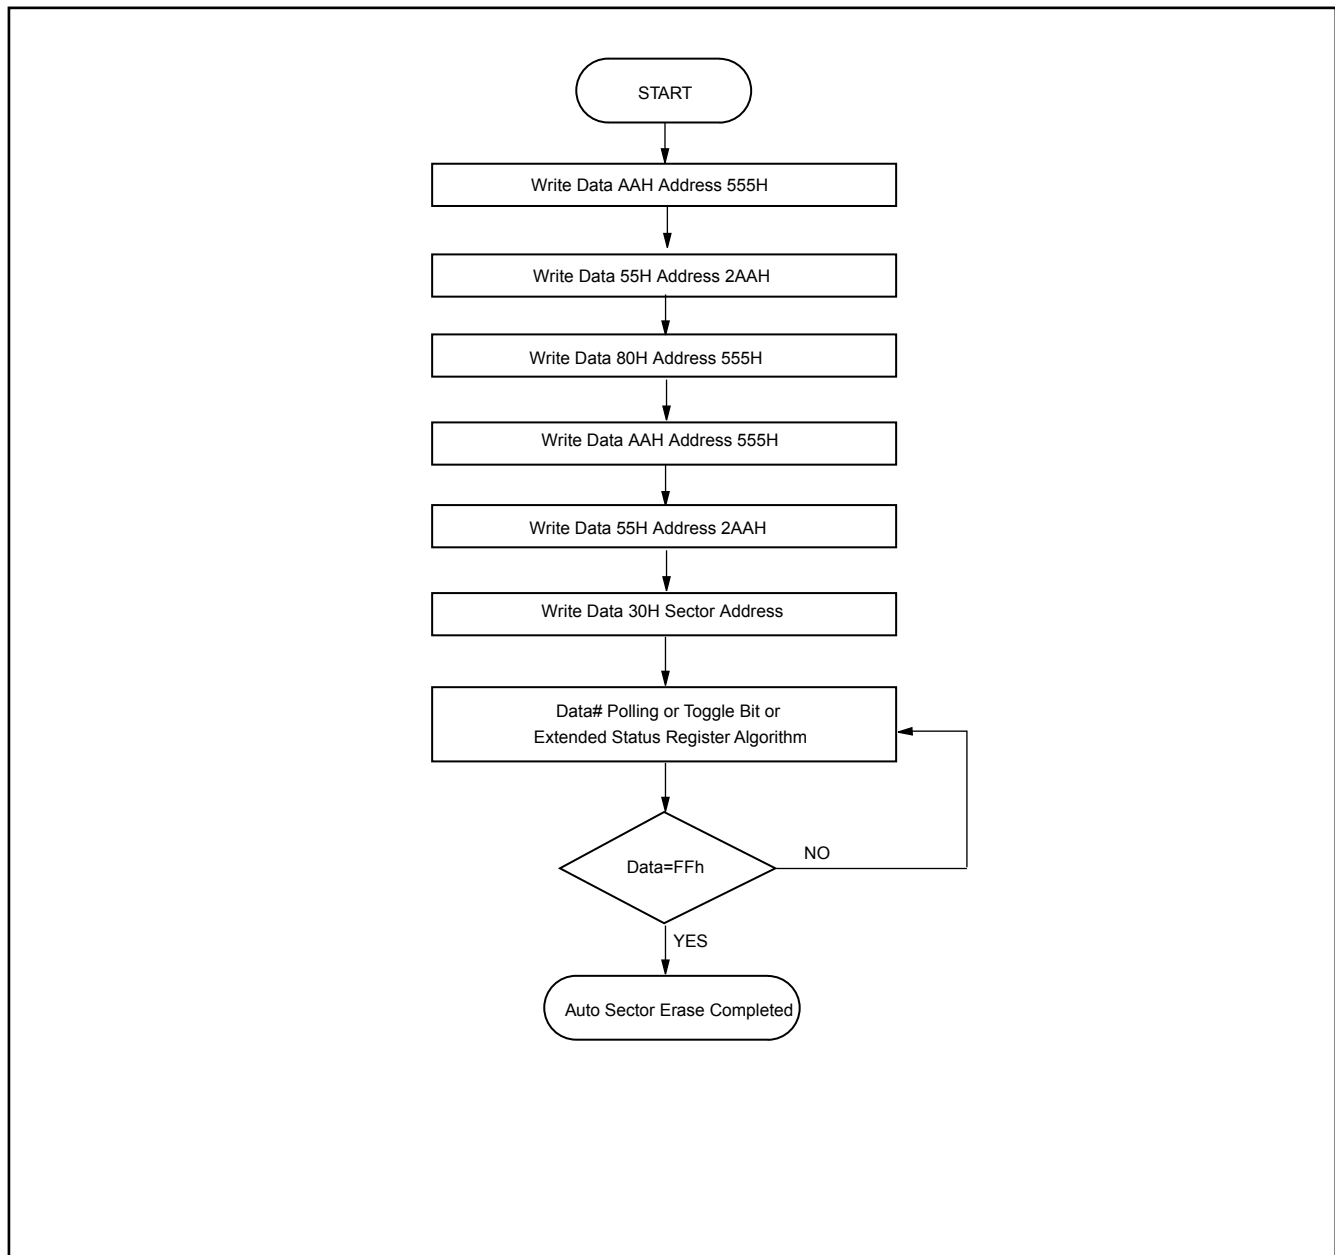 START
Write Data AAH Address 555H
Write Data 55H Address 2AAH
Write Data 80H Address 555H
Write Data AAH Address 555H
Write Data 55H Address 2AAH
Write Data 30H Sector Address
Data# Polling or Toggle Bit or
Extended Status Register Algorithm
Data=FFh
NO
YES
Auto Sector Erase Completed